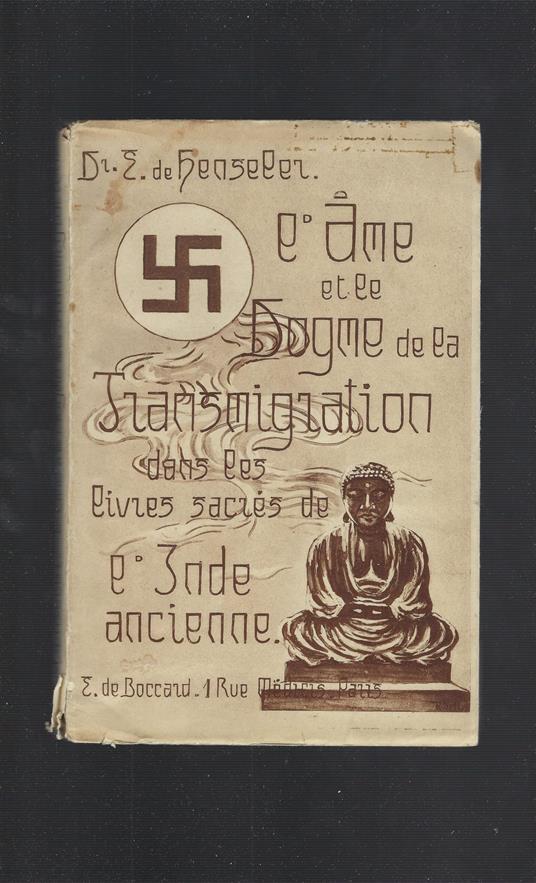 Dr. E. de Henseler.
l'Âme
et le
Dogme de la
Transmigration
dans les
livres sacrés de
l'Inde
ancienne.
E. de Boccard - 1 Rue Médicis. Paris